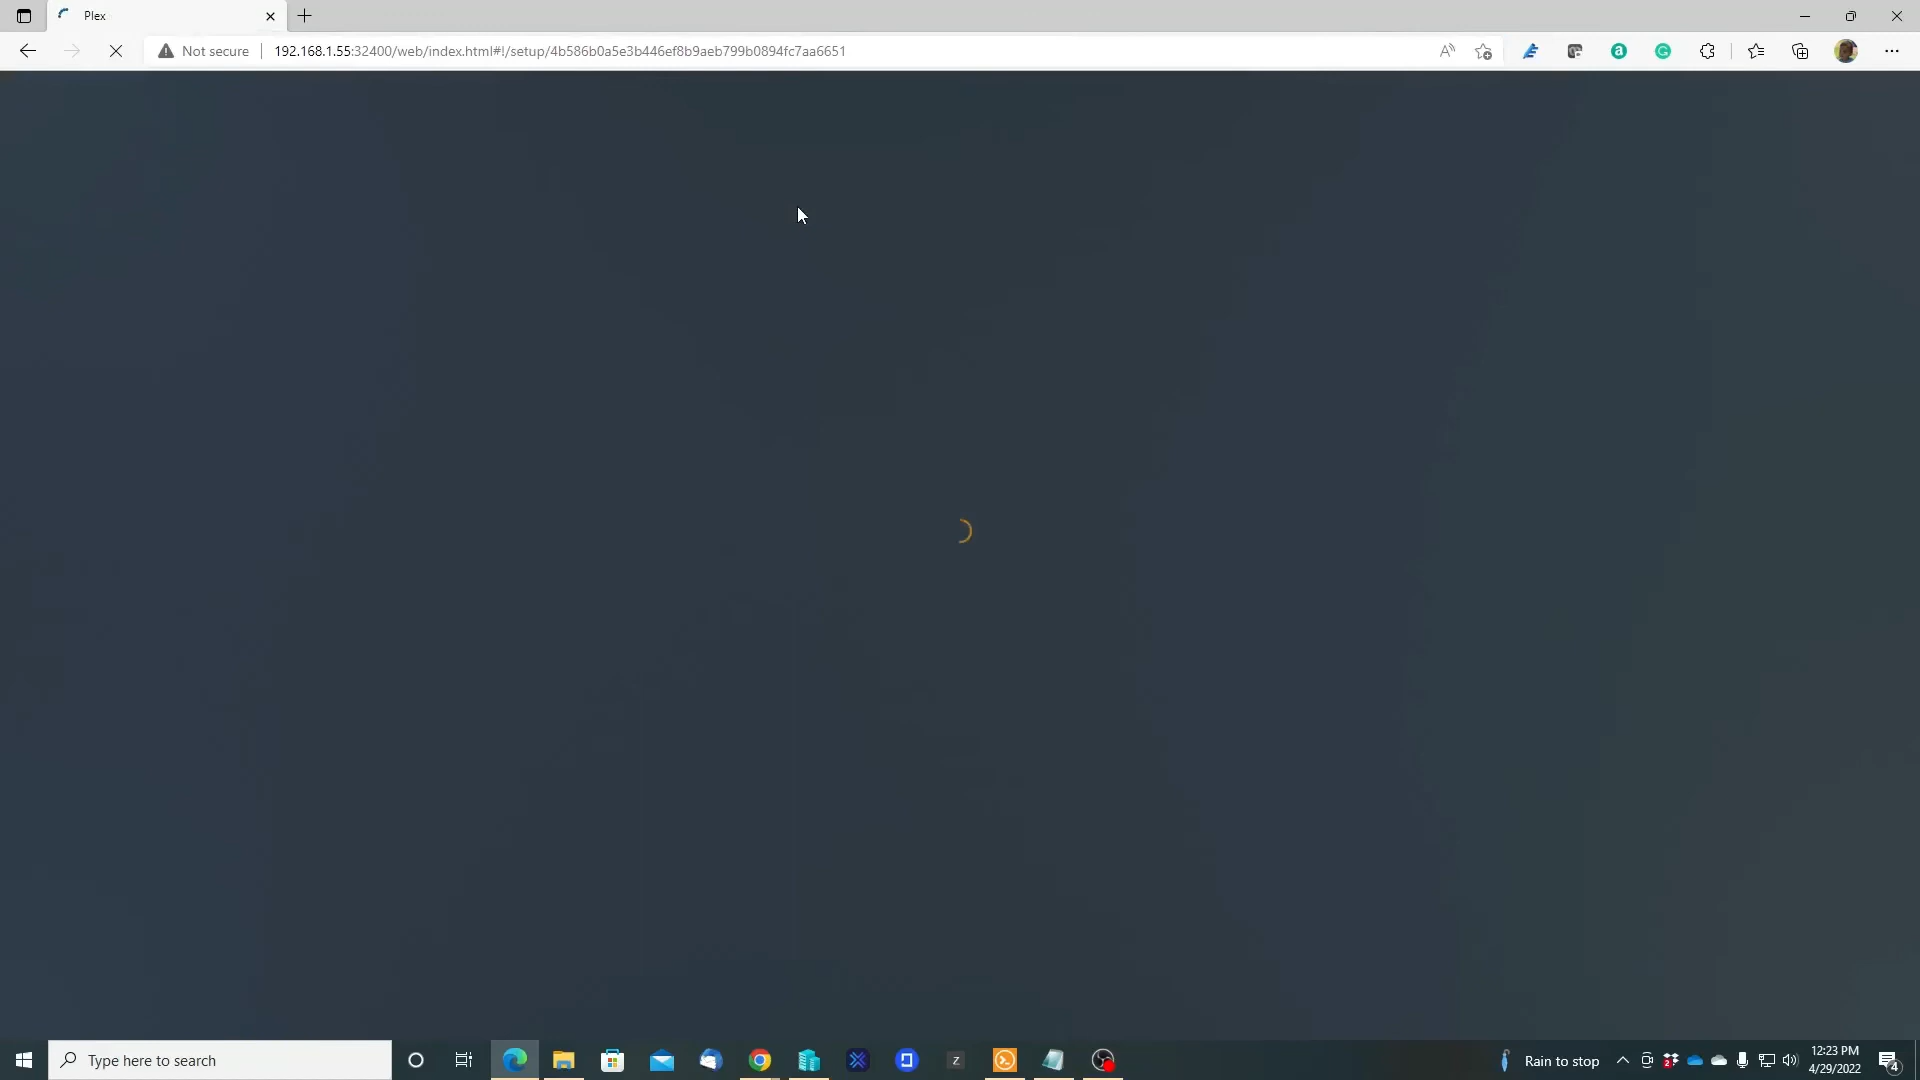 Plex
Not secure
192.168.1.55:32400/web/index.html#!/setup/4b586b0a5e3b446ef8b9aeb799b0894fc7aa6651
Type here to search
Rain to stop
12:23 PM
4/29/2022
4